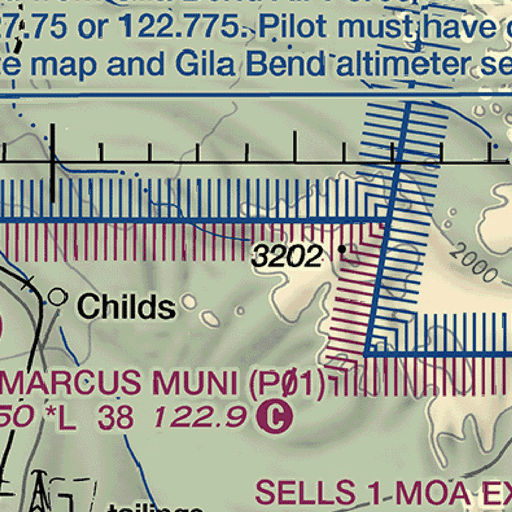 27.75 or 122.775. Pilot must have
te map and Gila Bend altimeter se
3202
2000
Childs
MARCUS MUNI (PØ1)
50 *L 38 122.9 C
SELLS 1 MOA EX
tailings